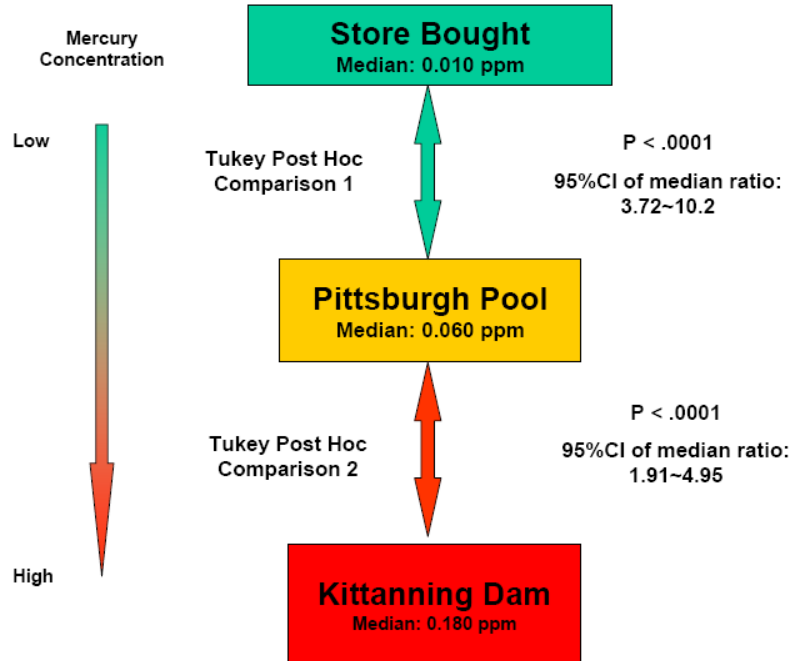 Mercury
Concentration
Store Bought
Median: 0.010 ppm
Low
Tukey Post Hoc
Comparison 1
P < .0001
95%CI of median ratio:
3.72~10.2
Pittsburgh Pool
Median: 0.060 ppm
Tukey Post Hoc
Comparison 2
P < .0001
95%CI of median ratio:
1.91~4.95
High
Kittanning Dam
Median: 0.180 ppm